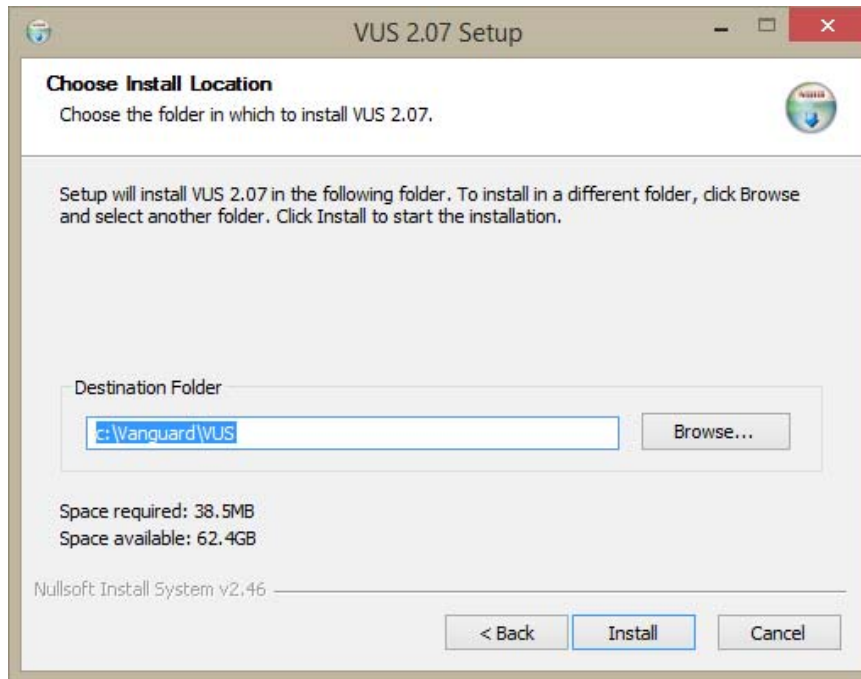 VUS 2.07 Setup
Choose Install Location
Choose the folder in which to install VUS 2.07.
Setup will install VUS 2.07 in the following folder. To install in a different folder, click Browse
and select another folder. Click Install to start the installation.
Destination Folder
c:\Vanguard\VUS
Browse...
Space required: 38.5MB
Space available: 62.4GB
Nullsoft Install System v2.46
< Back
Install
Cancel